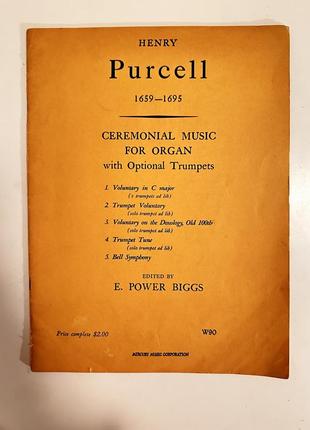 HENRY
Purcell
1659—1695
CEREMONIAL MUSIC
FOR ORGAN
with Optional Trumpets
1. Voluntary in C major
(2 trumpets ad lib)
2. Trumpet Voluntary
(solo trumpet ad lib)
3. Voluntary on the Doxology, Old 100th
(solo trumpet ad lib)
4. Trumpet Tune
(solo trumpet ad lib)
5. Bell Symphony
EDITED BY
E. POWER BIGGS
Price complete $2.00
W90
MERCURY MUSIC CORPORATION